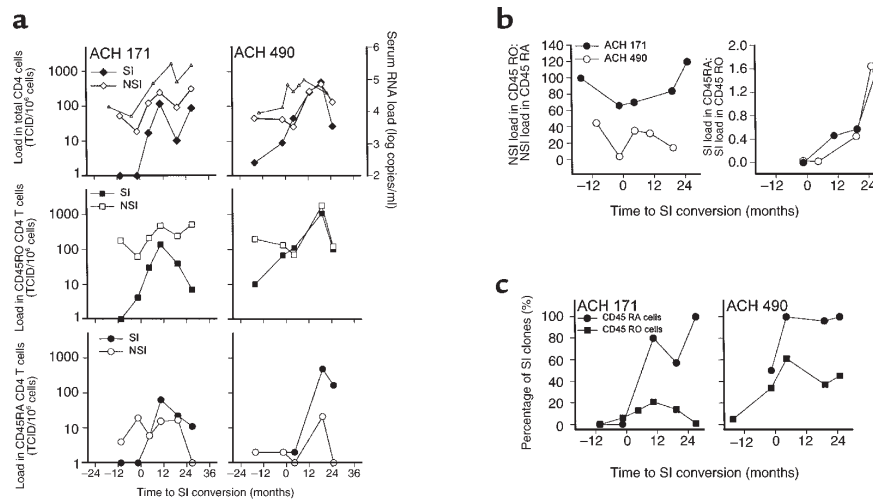 a
ACH 171
ACH 490
SI
NSI
Load in total CD4 cells
(TCID/10⁶ cells)
1000
100
10
1
Serum RNA
load (log copies/ml)
6
5
4
3
2
SI
NSI
Load in CD45RO CD4 T cells
(TCID/10⁶ cells)
1000
100
10
1
SI
NSI
Load in CD45RA CD4 T cells
(TCID/10⁶ cells)
1000
100
10
1
−24 −12 0 12 24 36
−24 −12 0 12 24 36
Time to SI conversion (months)
b
NSI load in CD45 RO:
NSI load in CD45 RA
140
120
100
80
60
40
20
0
ACH 171
ACH 490
−12 0 12 24
SI load in CD45RA:
SI load in CD45 RO
2.0
1.6
1.2
0.8
0.4
0.0
−12 0 12 24
Time to SI conversion (months)
c
Percentage of SI clones (%)
100
80
60
40
20
0
ACH 171
CD45 RA cells
CD45 RO cells
ACH 490
−12 0 12 24
−12 0 12 24
Time to SI conversion (months)